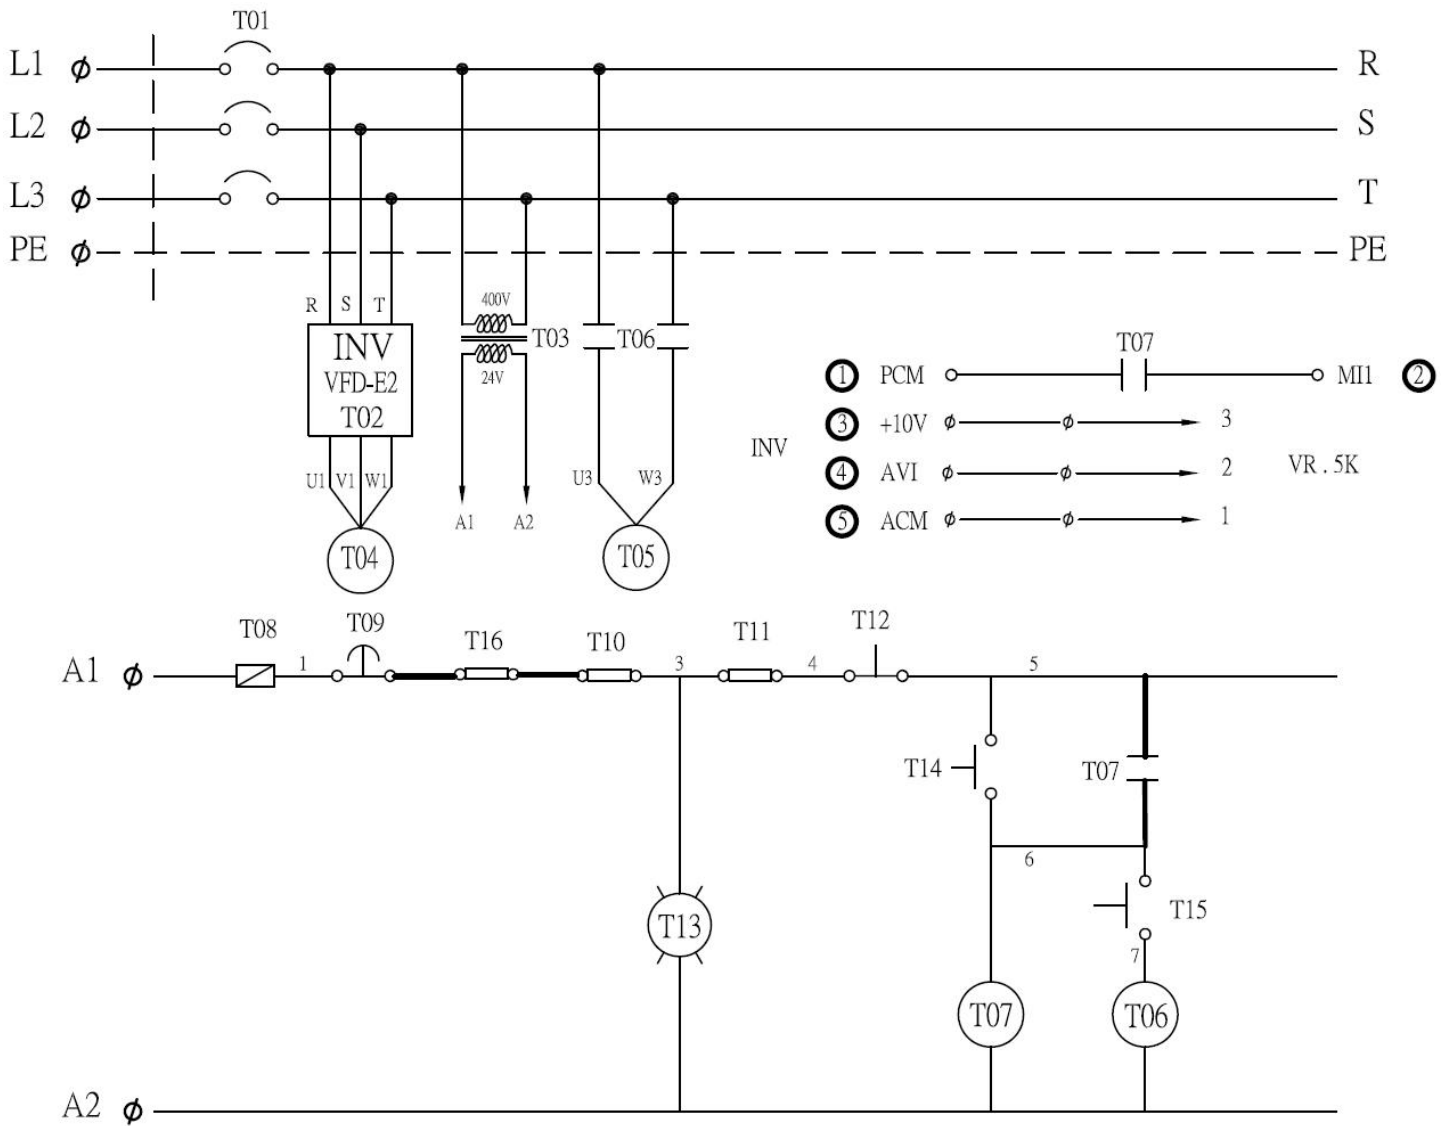 T01
L1 R
L2 S
L3 T
PE PE
R S T
400V
INV
VFD-E2
T02
T03
24V
T06
T07
1 PCM MI1 2
3 +10V 3
INV
4 AVI 2 VR . 5K
5 ACM 1
U1 V1 W1
A1 A2
U3 W3
T04
T05
T08 T09 T16 T10 T11 T12
A1 1 3 4 5
T14
T07
6
T15
T13
7
T07
T06
A2